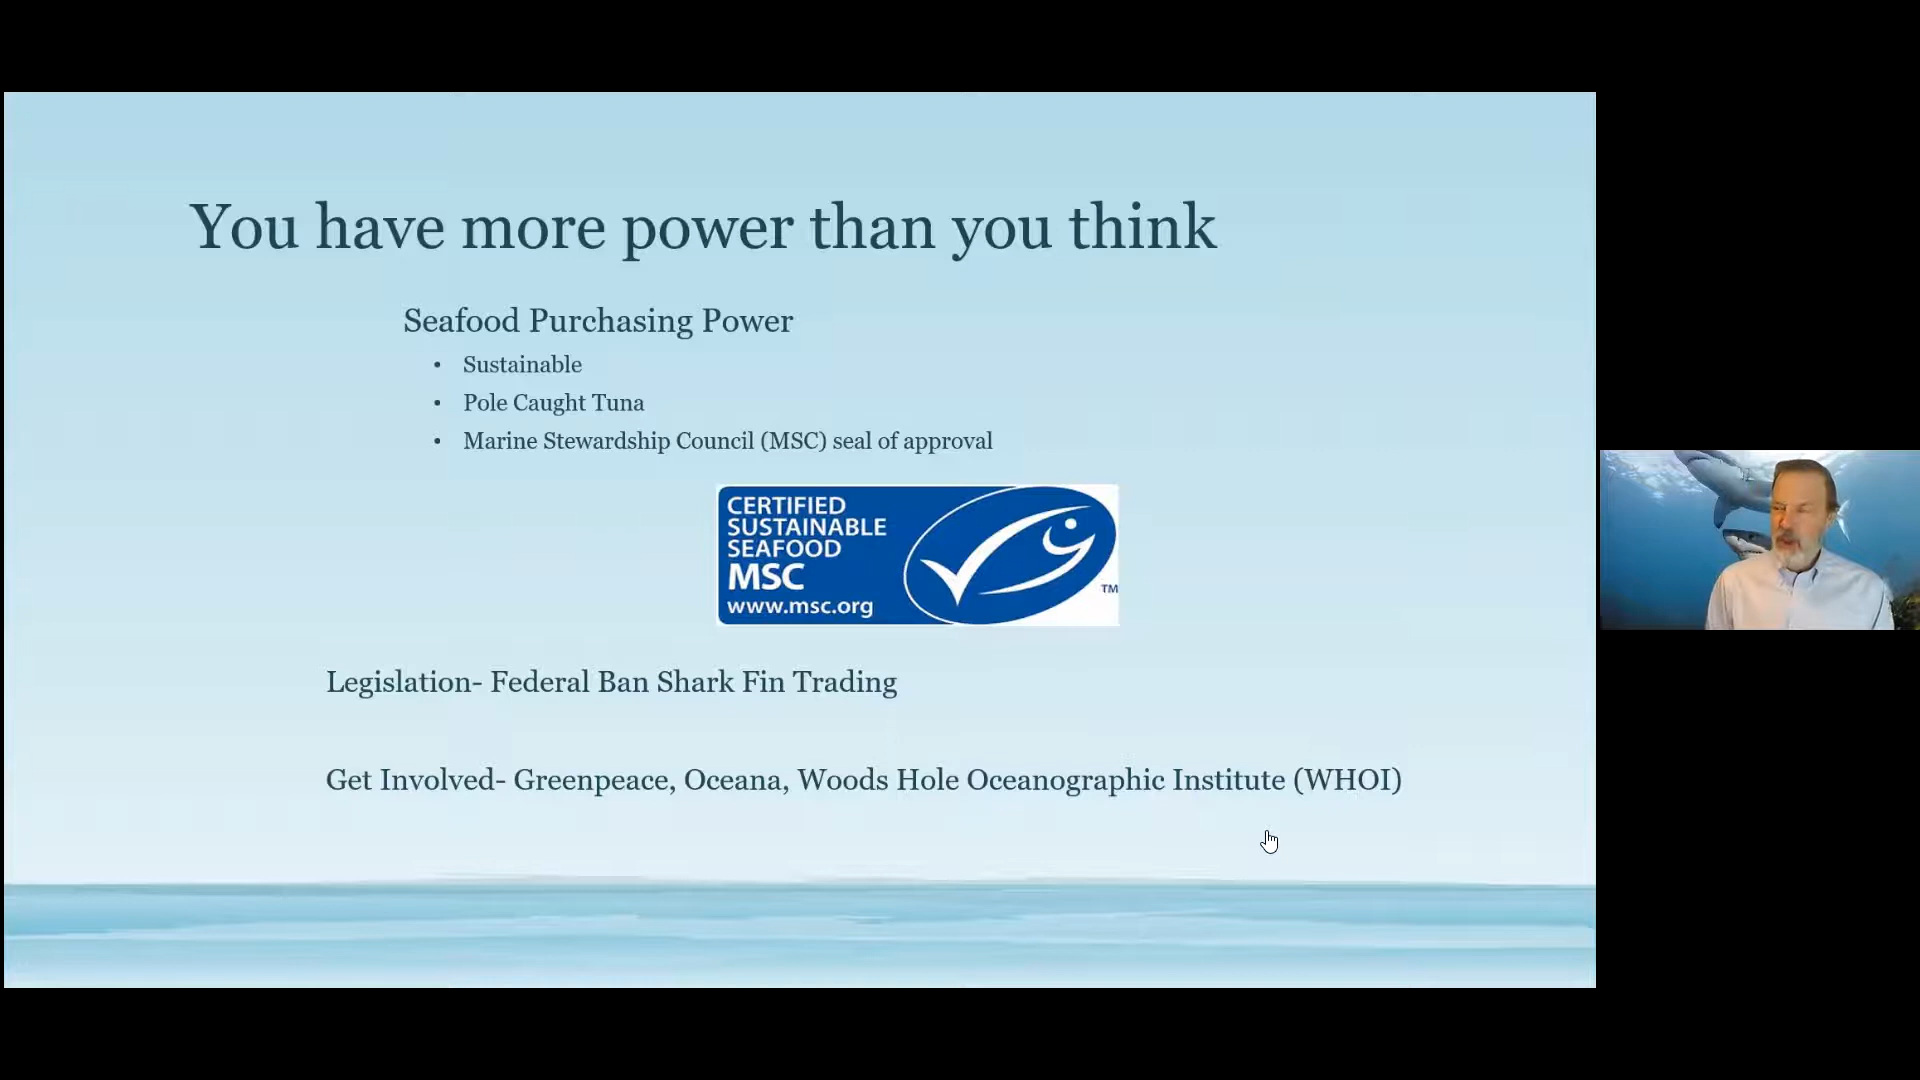 You have more power than you think
Seafood Purchasing Power
• Sustainable
• Pole Caught Tuna
• Marine Stewardship Council (MSC) seal of approval
CERTIFIED
SUSTAINABLE
SEAFOOD
MSC
www.msc.org
TM
Legislation- Federal Ban Shark Fin Trading
Get Involved- Greenpeace, Oceana, Woods Hole Oceanographic Institute (WHOI)